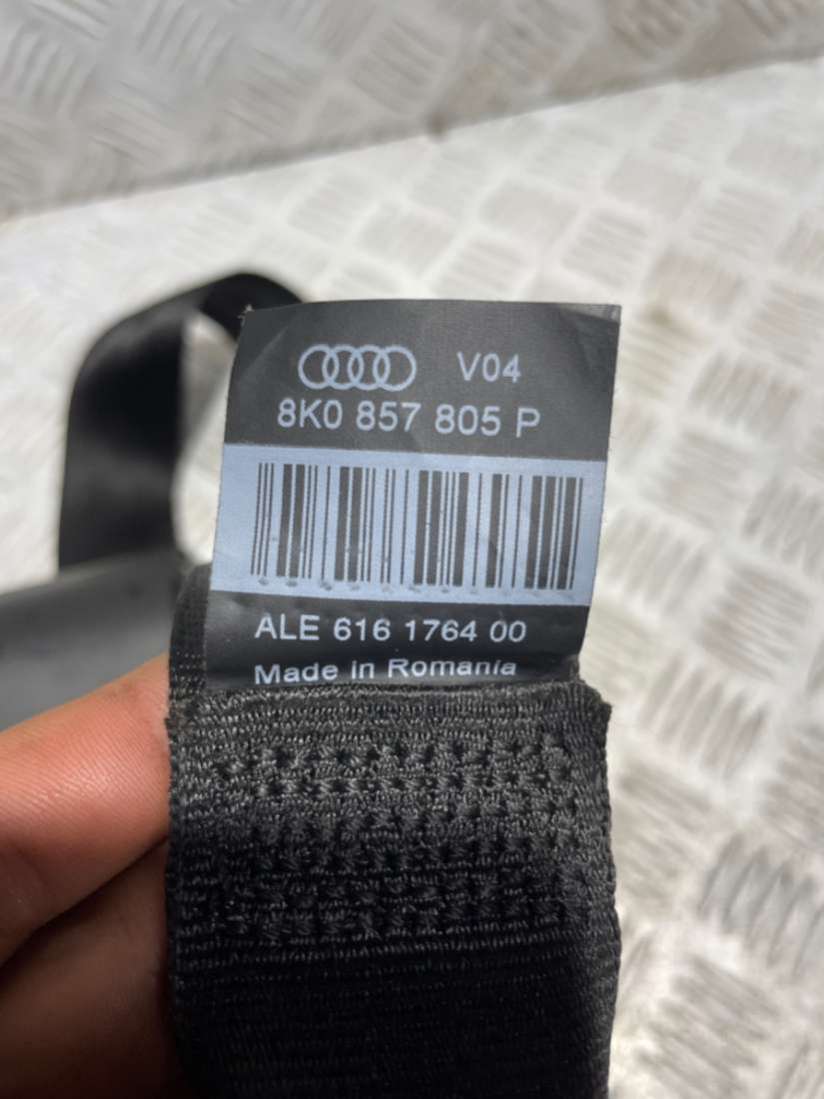 V04
8K0 857 805 P
ALE 616 1764 00
Made in Romania